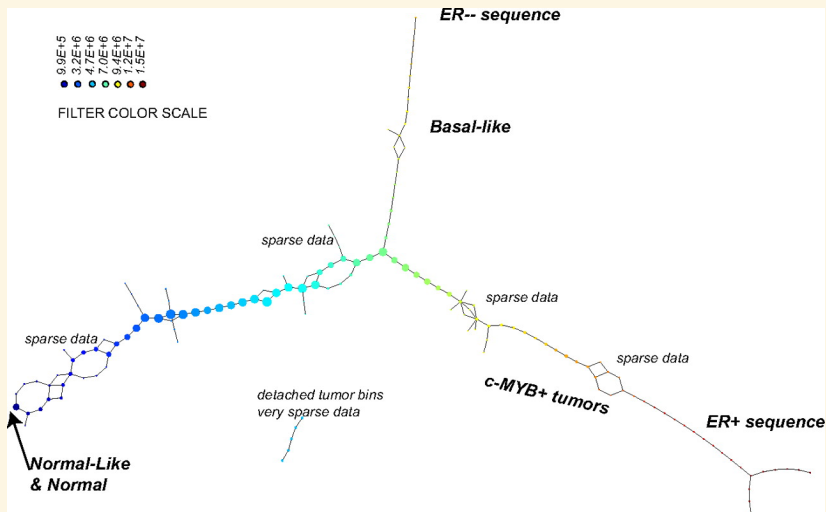 ER-- sequence
9.9E+5
3.2E+6
4.7E+6
7.0E+6
9.4E+6
1.2E+7
1.5E+7
FILTER COLOR SCALE
Basal-like
sparse data
sparse data
sparse data
sparse data
detached tumor bins
very sparse data
c-MYB+ tumors
ER+ sequence
Normal-Like
& Normal